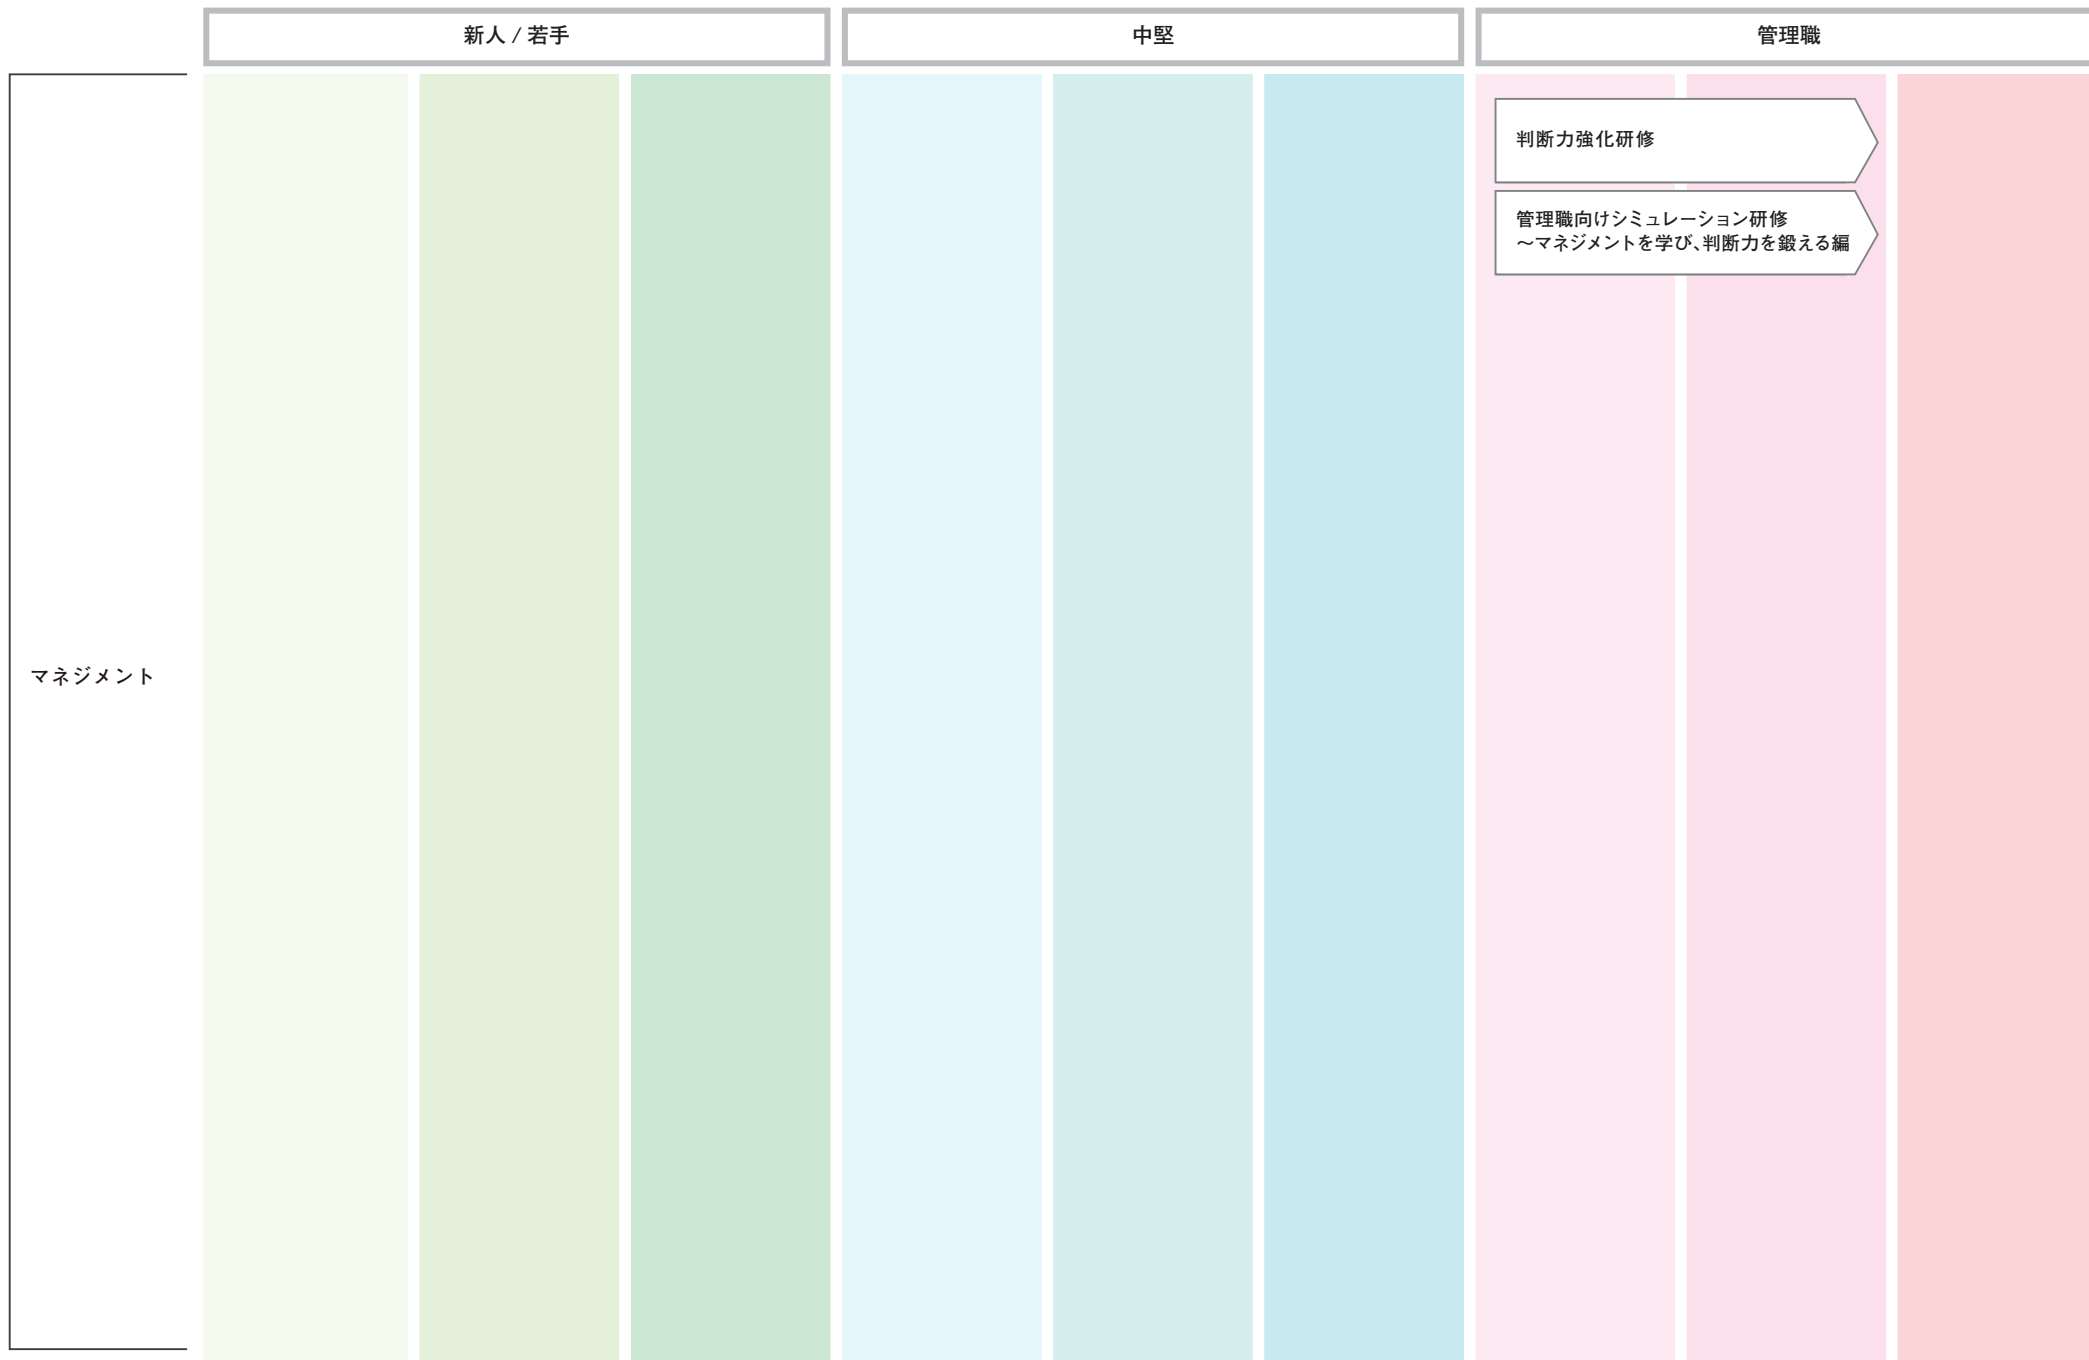 新人 / 若手
中堅
管理職
判断力強化研修
管理職向けシミュレーション研修
～マネジメントを学び、判断力を鍛える編
マネジメント